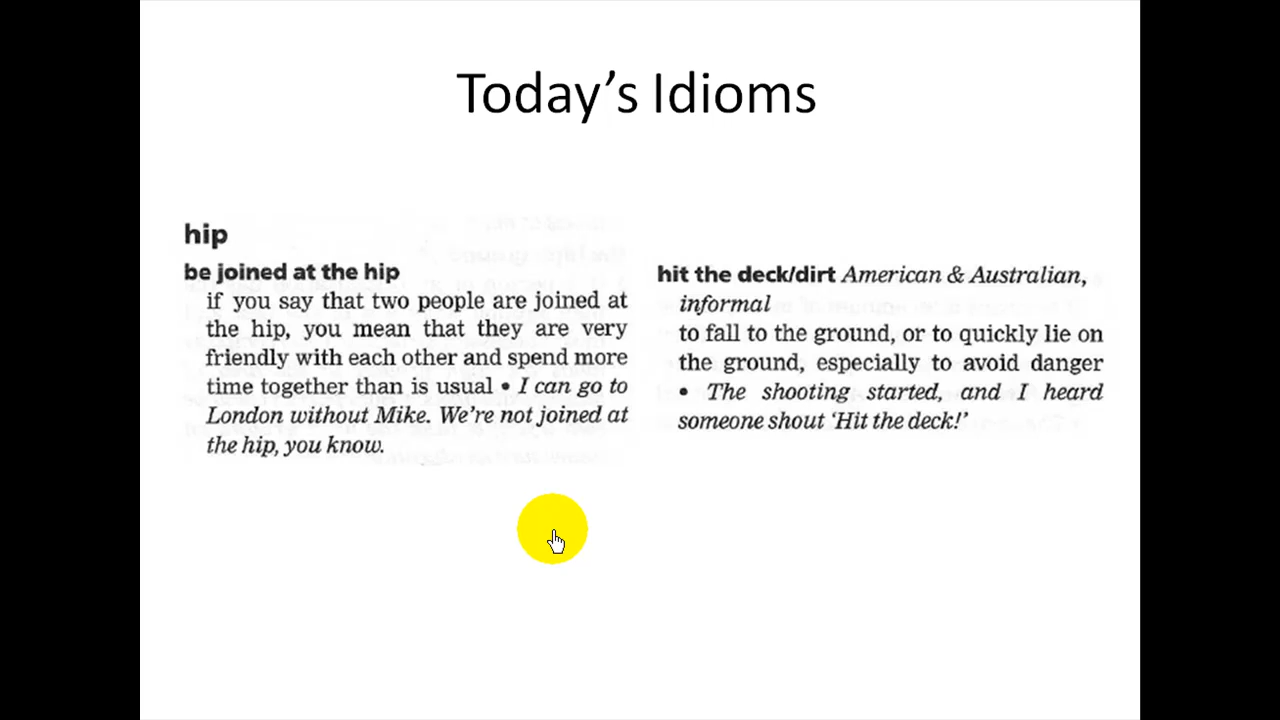 Today's Idioms
hip
be joined at the hip
if you say that two people are joined at
the hip, you mean that they are very
friendly with each other and spend more
time together than is usual • I can go to
London without Mike. We're not joined at
the hip, you know.
hit the deck/dirt American & Australian,
informal
to fall to the ground, or to quickly lie on
the ground, especially to avoid danger
• The shooting started, and I heard
someone shout 'Hit the deck!'